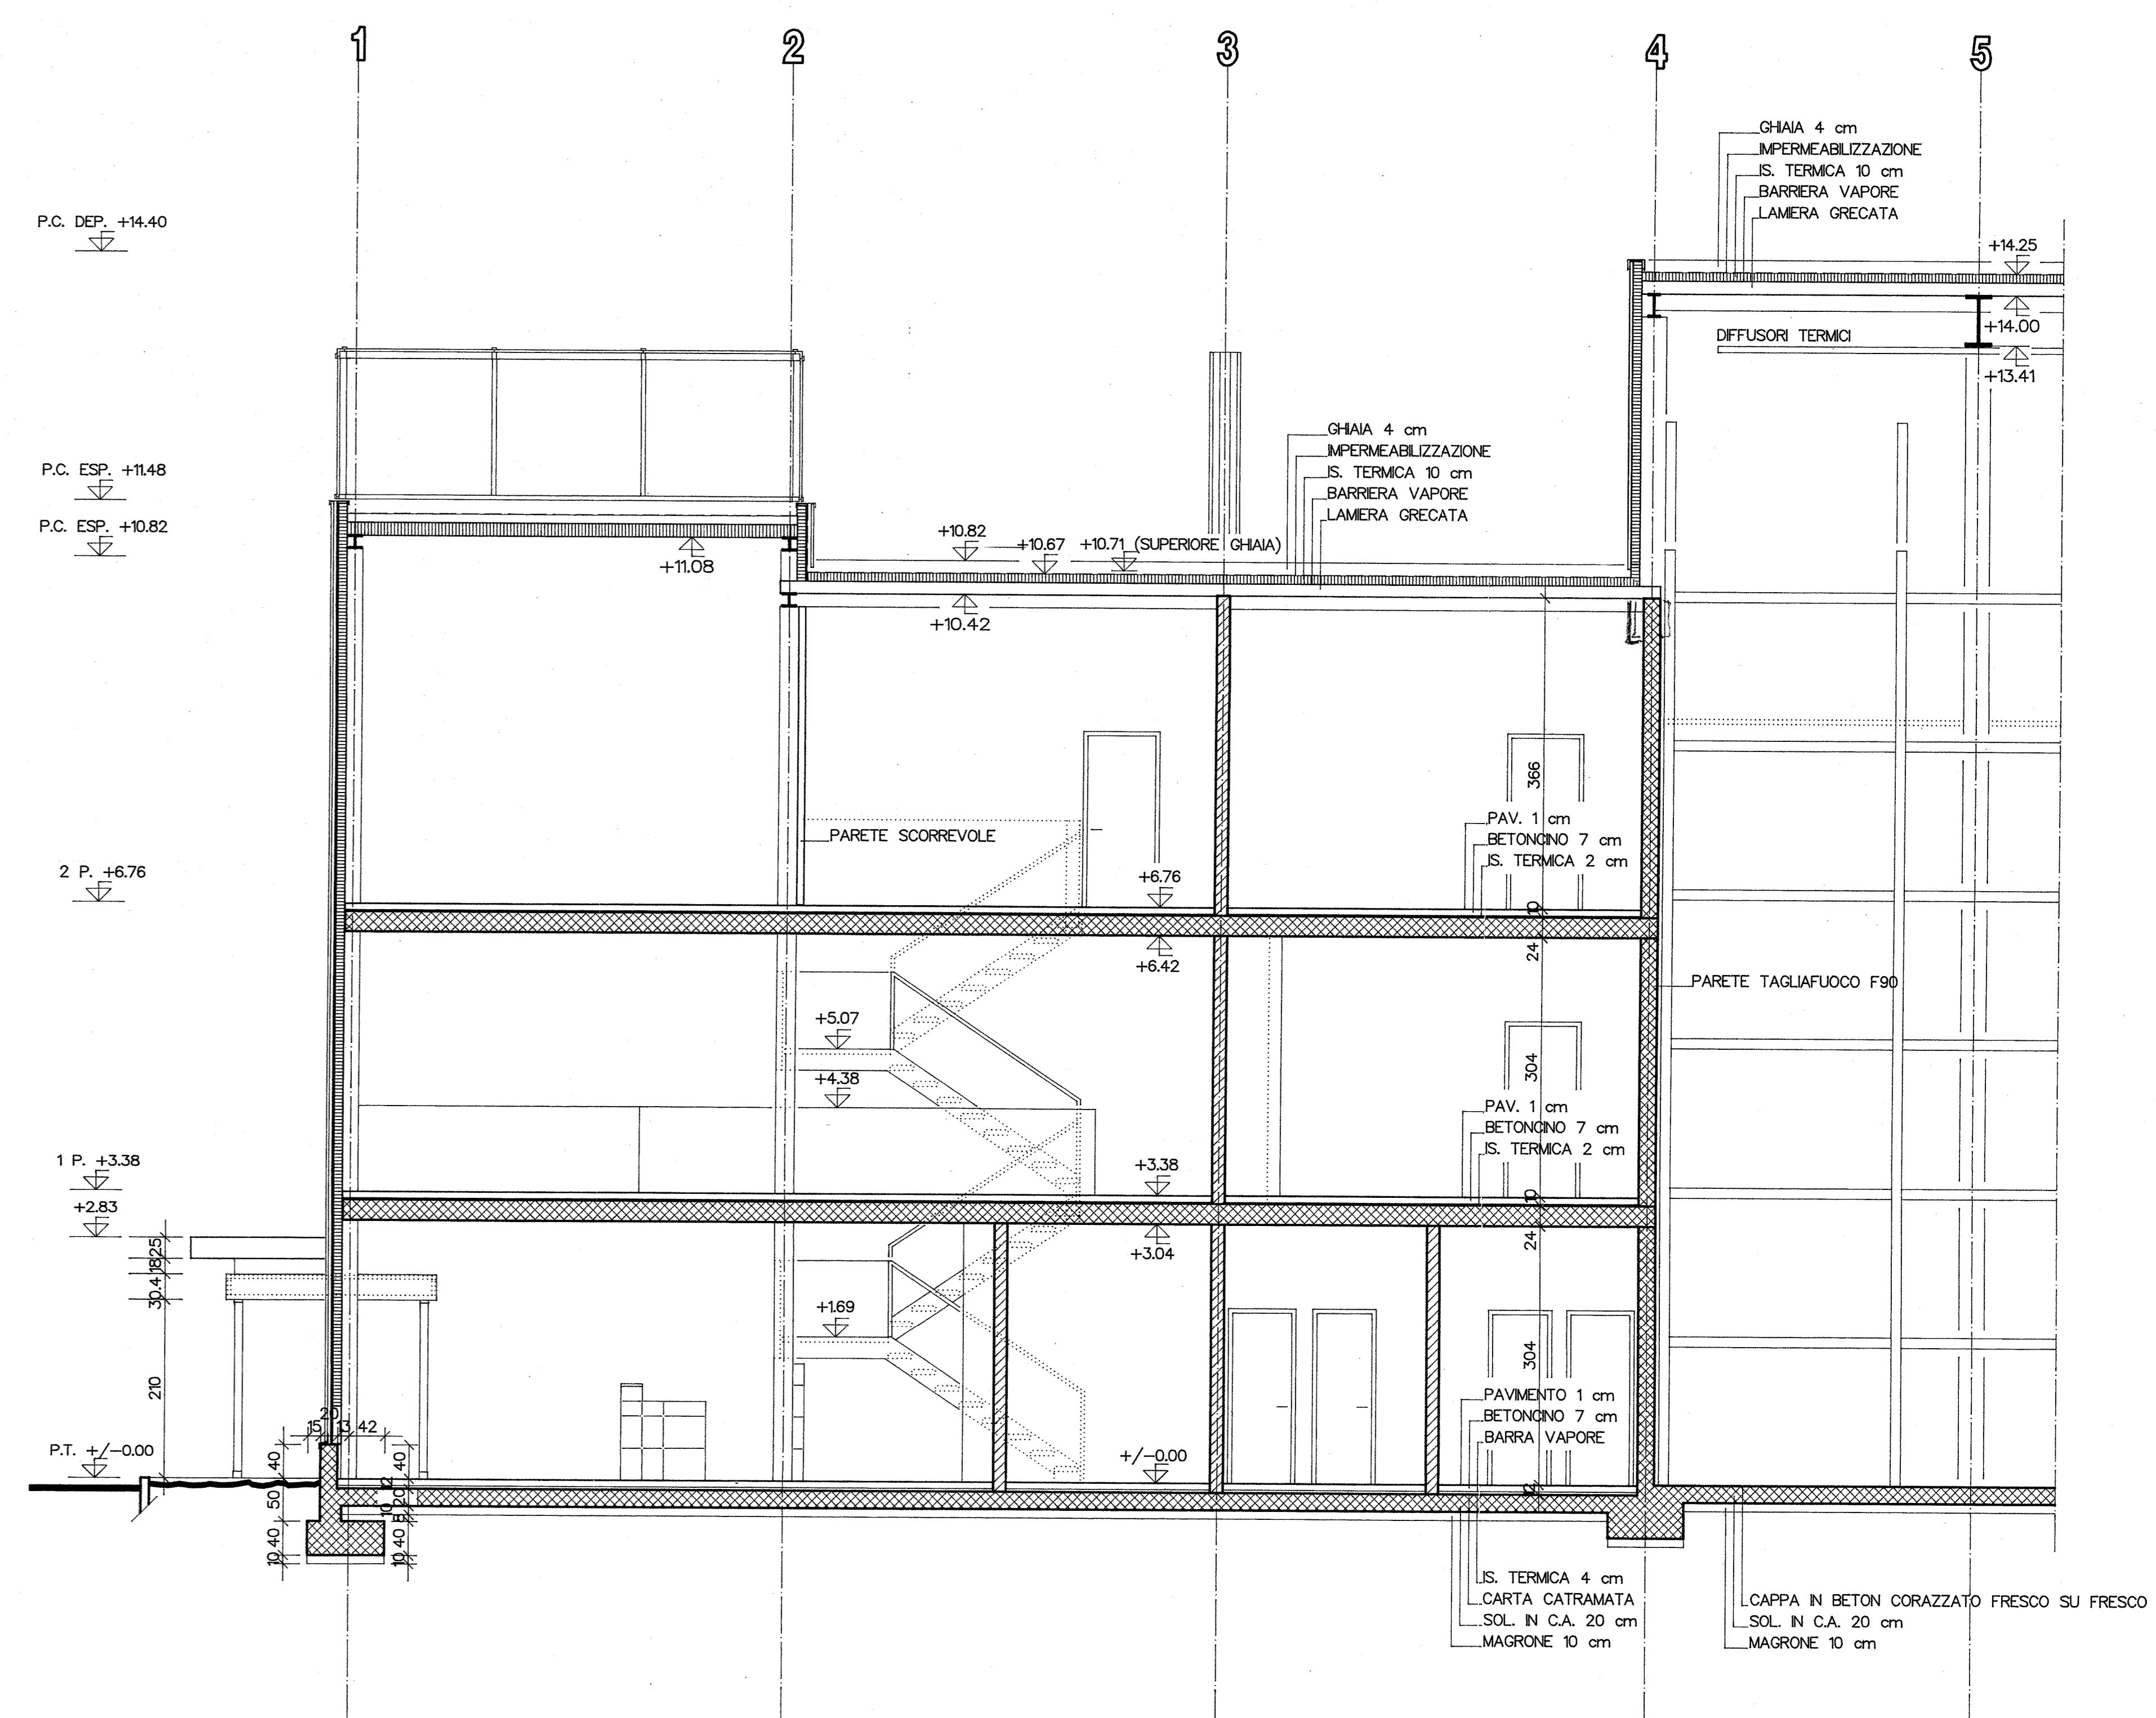 1
2
3
4
5
GHIAIA 4 cm
IMPERMEABILIZZAZIONE
IS. TERMICA 10 cm
BARRIERA VAPORE
LAMIERA GRECATA
P.C. DEP. +14.40
+14.25
+14.00
DIFFUSORI TERMICI
+13.41
GHIAIA 4 cm
IMPERMEABILIZZAZIONE
IS. TERMICA 10 cm
BARRIERA VAPORE
LAMIERA GRECATA
P.C. ESP. +11.48
P.C. ESP. +10.82
+11.08
+10.82
+10.67
+10.71 (SUPERIORE GHIAIA)
+10.42
366
PAV. 1 cm
BETONCINO 7 cm
IS. TERMICA 2 cm
PARETE SCORREVOLE
2 P. +6.76
+6.76
10
24
+6.42
PARETE TAGLIAFUOCO F90
+5.07
+4.38
304
PAV. 1 cm
BETONCINO 7 cm
IS. TERMICA 2 cm
1 P. +3.38
+3.38
10
+2.83
24
+3.04
25
18
30.4
210
+1.69
304
PAVIMENTO 1 cm
BETONCINO 7 cm
BARRA VAPORE
20
15
13
42
P.T. +/-0.00
+/-0.00
40
50
40
10
40
12
20
10
8
40
10
12
IS. TERMICA 4 cm
CARTA CATRAMATA
SOL. IN C.A. 20 cm
MAGRONE 10 cm
CAPPA IN BETON CORAZZATO FRESCO SU FRESCO
SOL. IN C.A. 20 cm
MAGRONE 10 cm